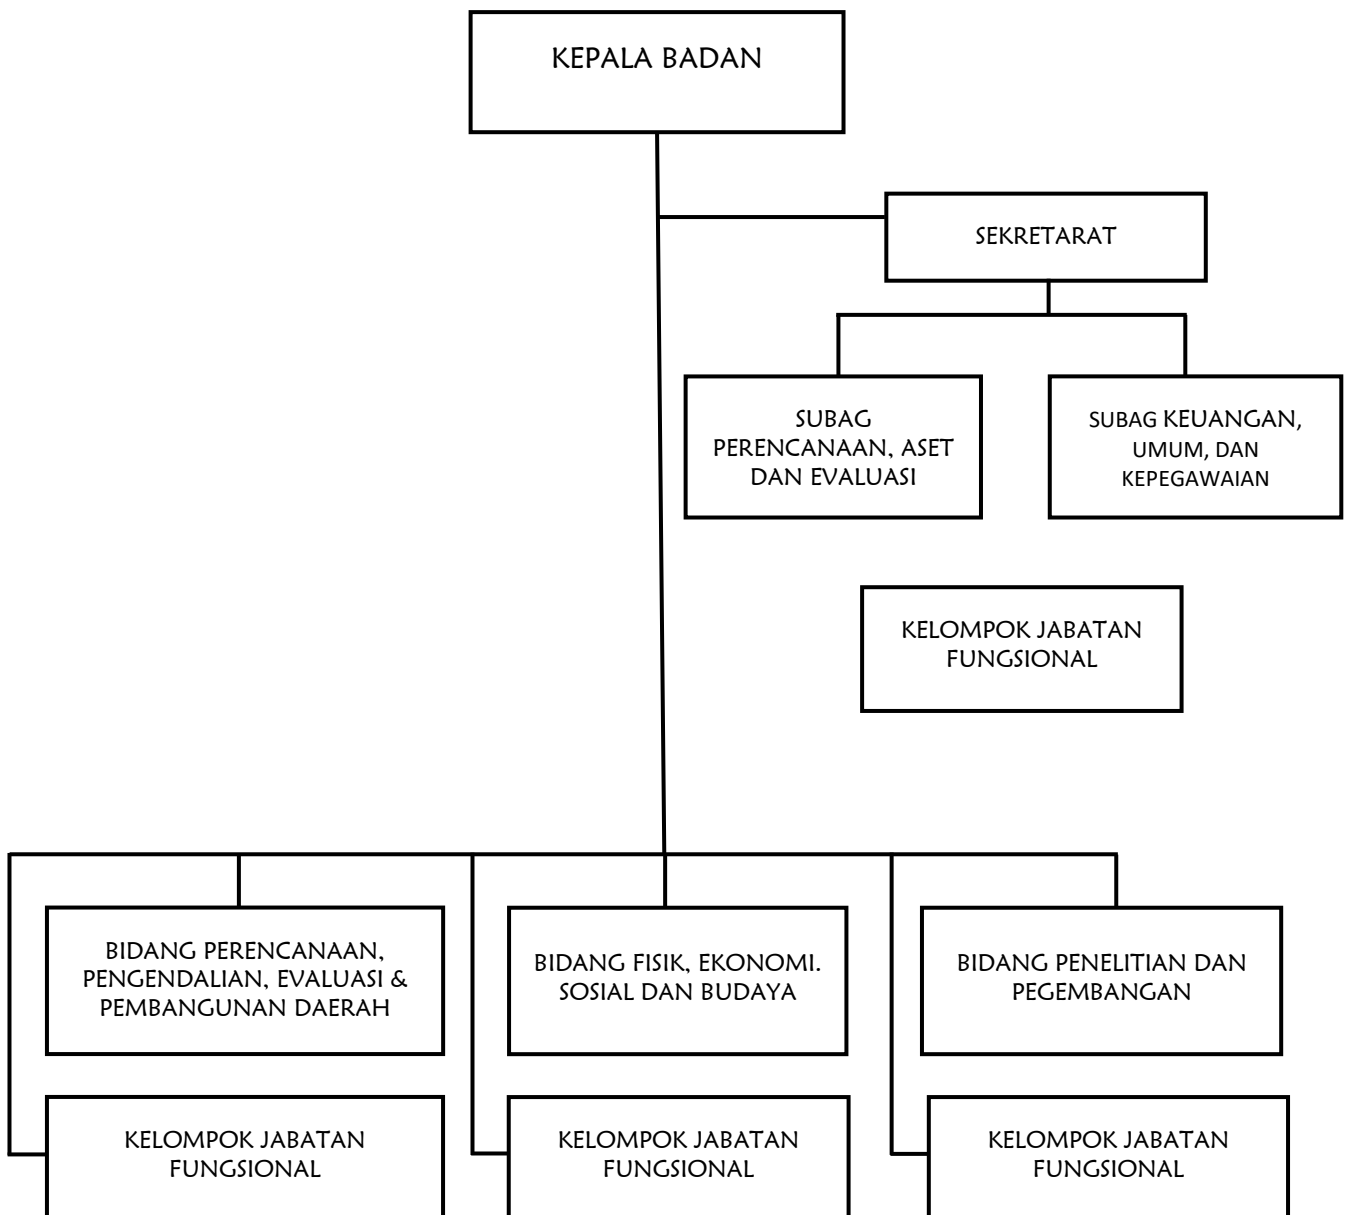 KEPALA BADAN
SEKRETARAT
SUBAG
PERENCANAAN, ASET
DAN EVALUASI
SUBAG KEUANGAN,
UMUM, DAN
KEPEGAWAIAN
KELOMPOK JABATAN
FUNGSIONAL
BIDANG PERENCANAAN,
PENGENDALIAN, EVALUASI &
PEMBANGUNAN DAERAH
BIDANG FISIK, EKONOMI.
SOSIAL DAN BUDAYA
BIDANG PENELITIAN DAN
PEGEMBANGAN
KELOMPOK JABATAN
FUNGSIONAL
KELOMPOK JABATAN
FUNGSIONAL
KELOMPOK JABATAN
FUNGSIONAL